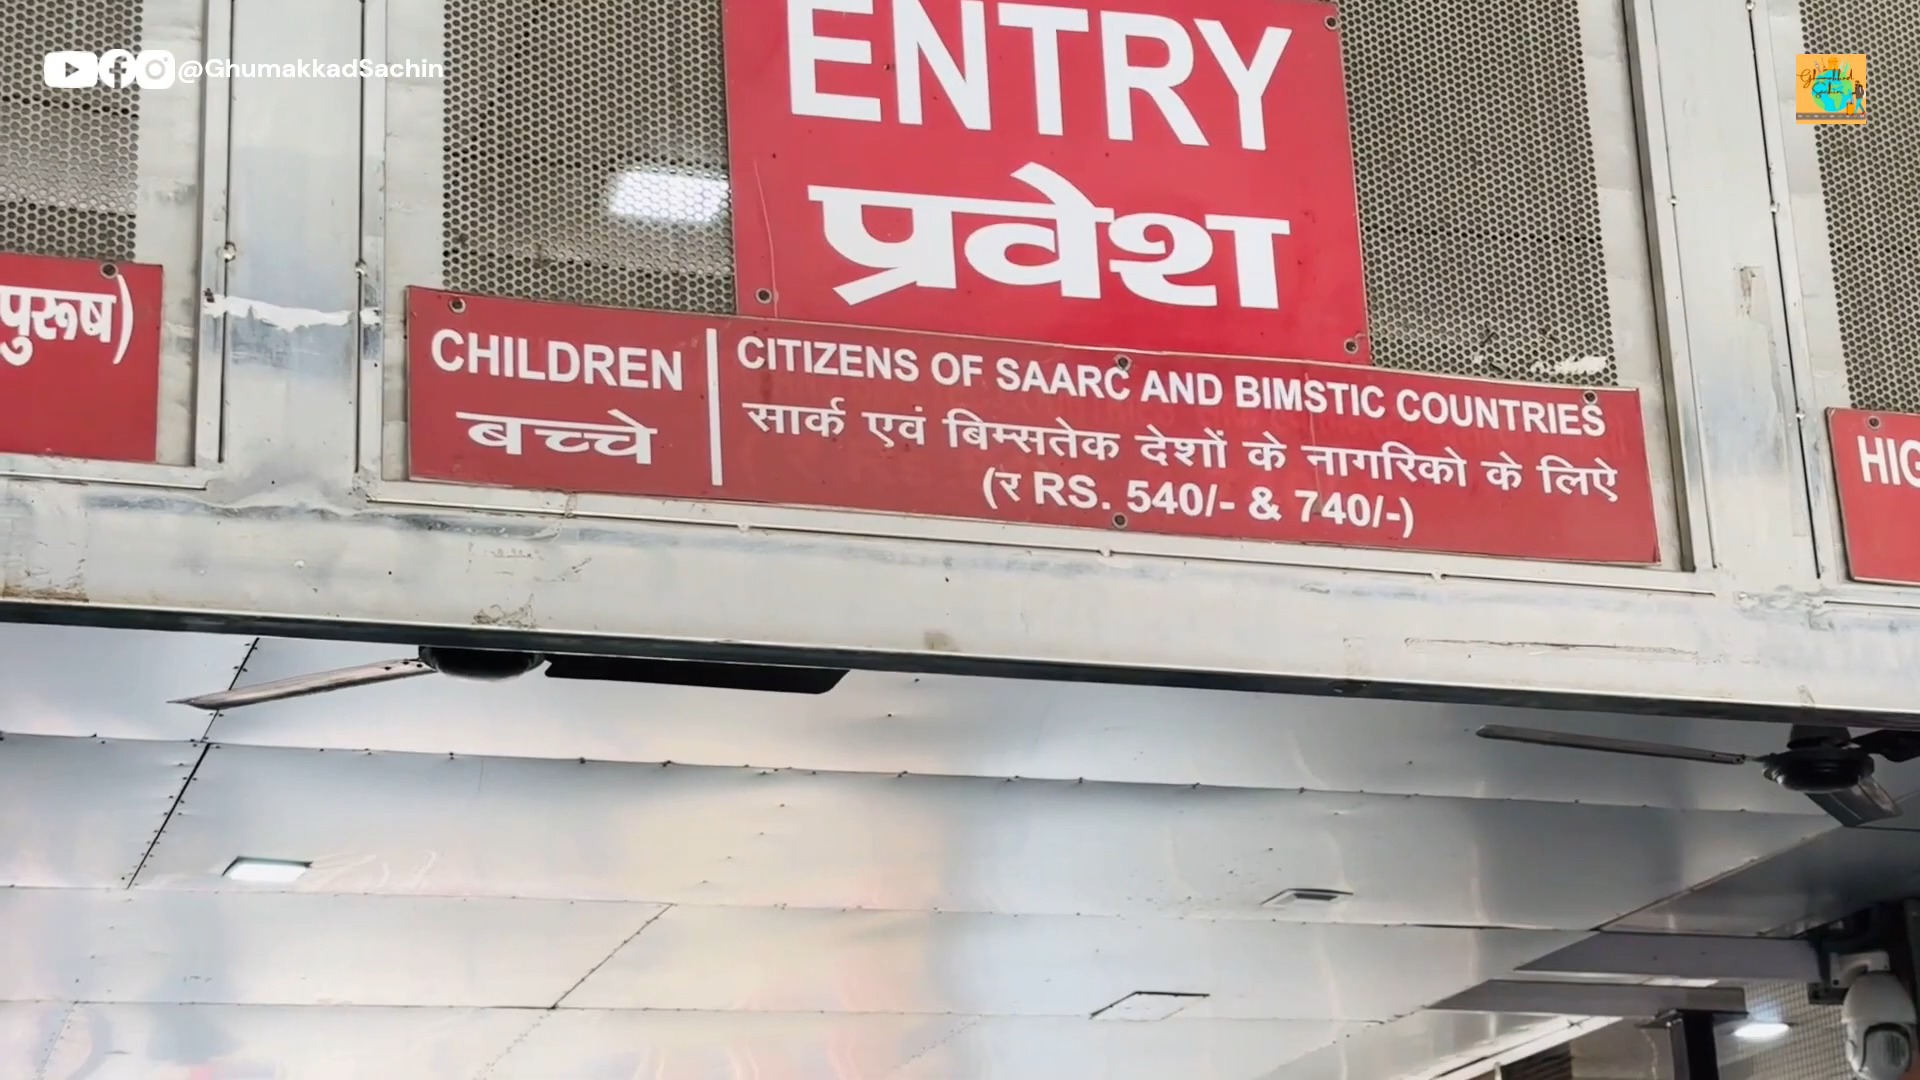 @GhumakkadSachin
ENTRY
प्रवेश
पुरूष)
CHILDREN
बच्चे
CITIZENS OF SAARC AND BIMSTIC COUNTRIES
सार्क एवं बिम्सतेक देशों के नागरिको के लिऐ
(र RS. 540/- & 740/-)
HIG